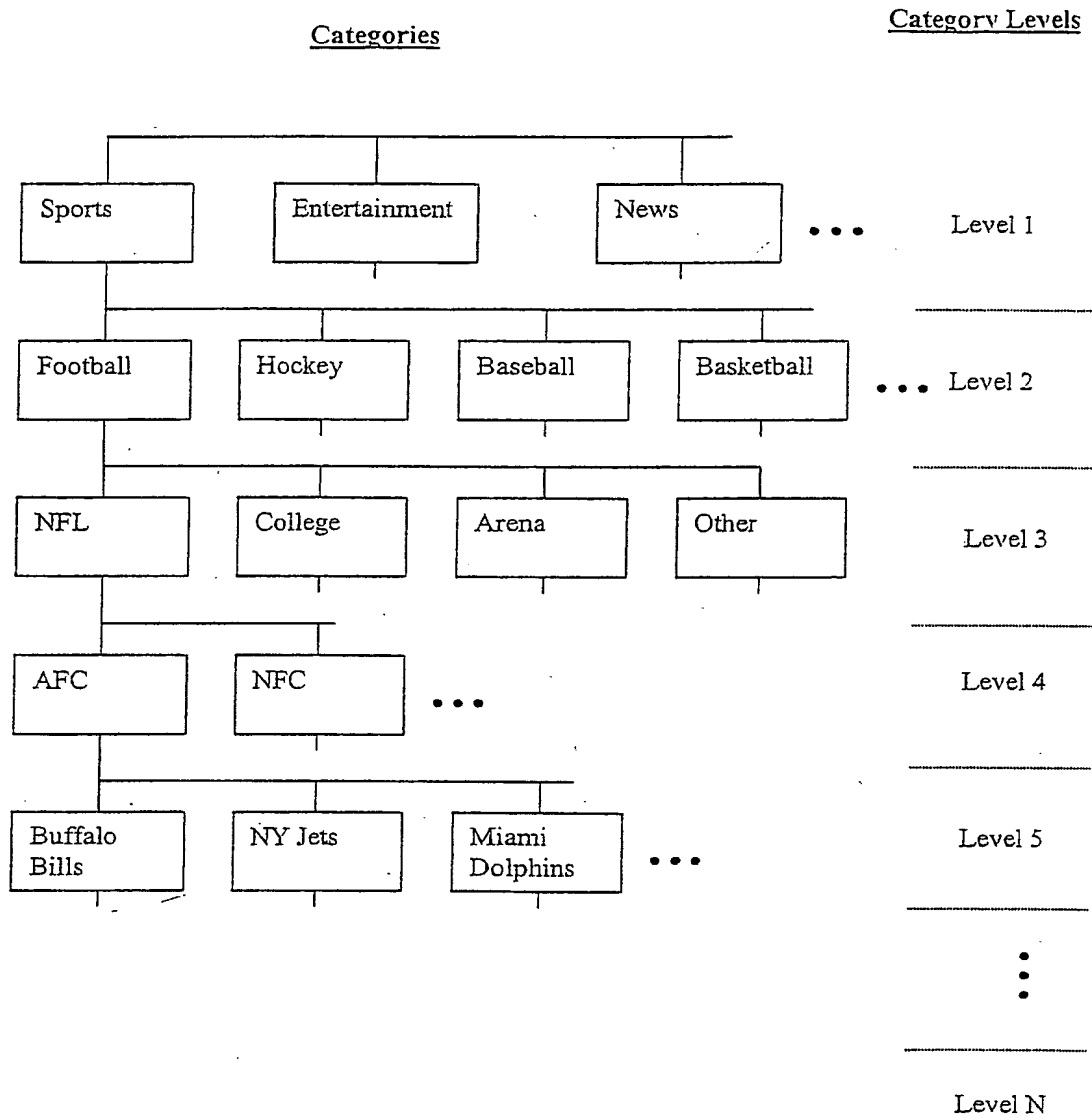 Category Levels
Categories
Sports
Entertainment
News
Level 1
Football
Hockey
Baseball
Basketball
Level 2
NFL
College
Arena
Other
Level 3
AFC
NFC
Level 4
Buffalo
Bills
NY Jets
Miami
Dolphins
Level 5
Level N